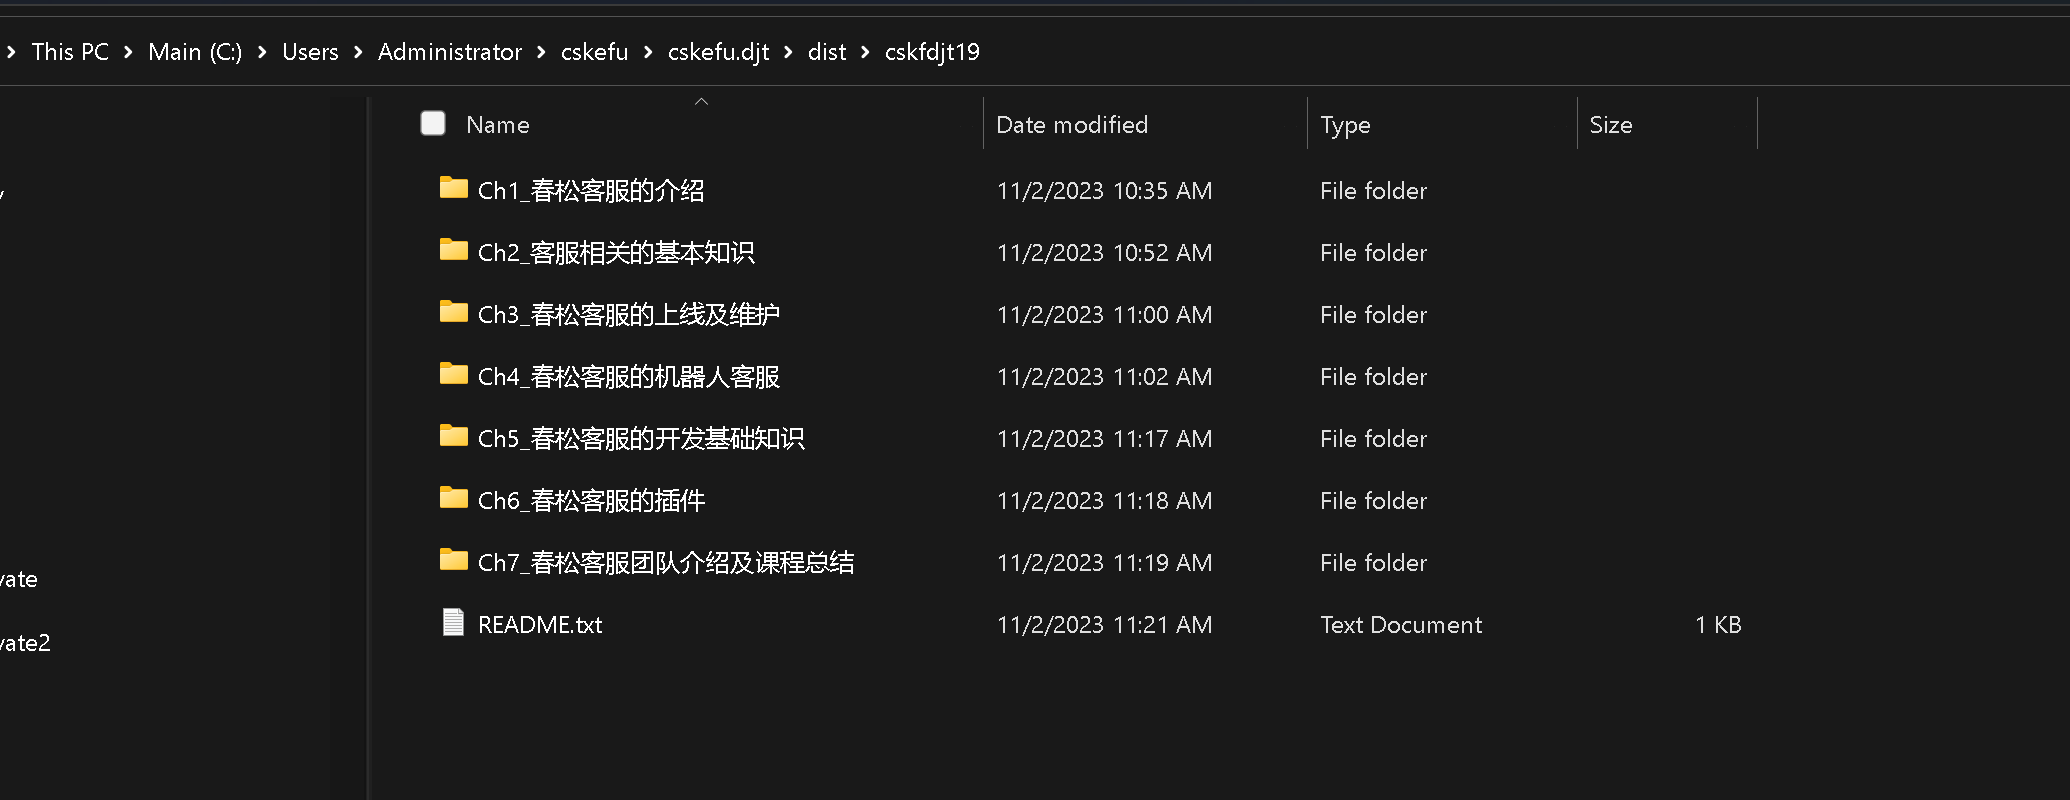 This PC > Main (C:) > Users > Administrator > cskefu > cskefu.djt > dist > cskfdjt19
Name Date modified Type Size
Ch1_春松客服的介绍 11/2/2023 10:35 AM File folder
Ch2_客服相关的基本知识 11/2/2023 10:52 AM File folder
Ch3_春松客服的上线及维护 11/2/2023 11:00 AM File folder
Ch4_春松客服的机器人客服 11/2/2023 11:02 AM File folder
Ch5_春松客服的开发基础知识 11/2/2023 11:17 AM File folder
Ch6_春松客服的插件 11/2/2023 11:18 AM File folder
Ch7_春松客服团队介绍及课程总结 11/2/2023 11:19 AM File folder
README.txt 11/2/2023 11:21 AM Text Document 1 KB
vate
vate2